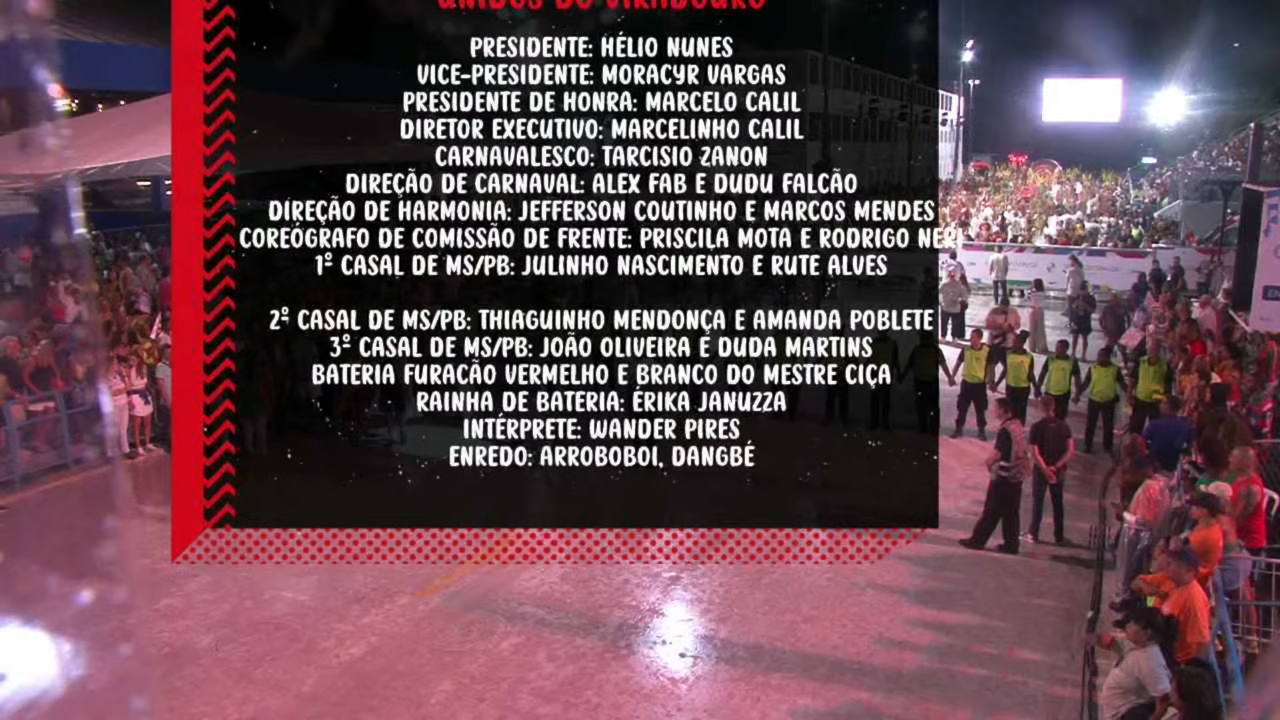 UNIDOS DO VIRADOURO
PRESIDENTE: HÉLIO NUNES
VICE-PRESIDENTE: MORACYR VARGAS
PRESIDENTE DE HONRA: MARCELO CALIL
DIRETOR EXECUTIVO: MARCELINHO CALIL
CARNAVALESCO: TARCISIO ZANON
DIREÇÃO DE CARNAVAL: ALEX FAB E DUDU FALCÃO
DIREÇÃO DE HARMONIA: JEFFERSON COUTINHO E MARCOS MENDES
COREÓGRAFO DE COMISSÃO DE FRENTE: PRISCILA MOTA E RODRIGO NERI
1º CASAL DE MS/PB: JULINHO NASCIMENTO E RUTE ALVES
2º CASAL DE MS/PB: THIAGUINHO MENDONÇA E AMANDA POBLETE
3º CASAL DE MS/PB: JOÃO OLIVEIRA E DUDA MARTINS
BATERIA FURACÃO VERMELHO E BRANCO DO MESTRE CIÇA
RAINHA DE BATERIA: ÉRIKA JANUZZA
INTÉRPRETE: WANDER PIRES
ENREDO: ARROBOBOI, DANGBÉ